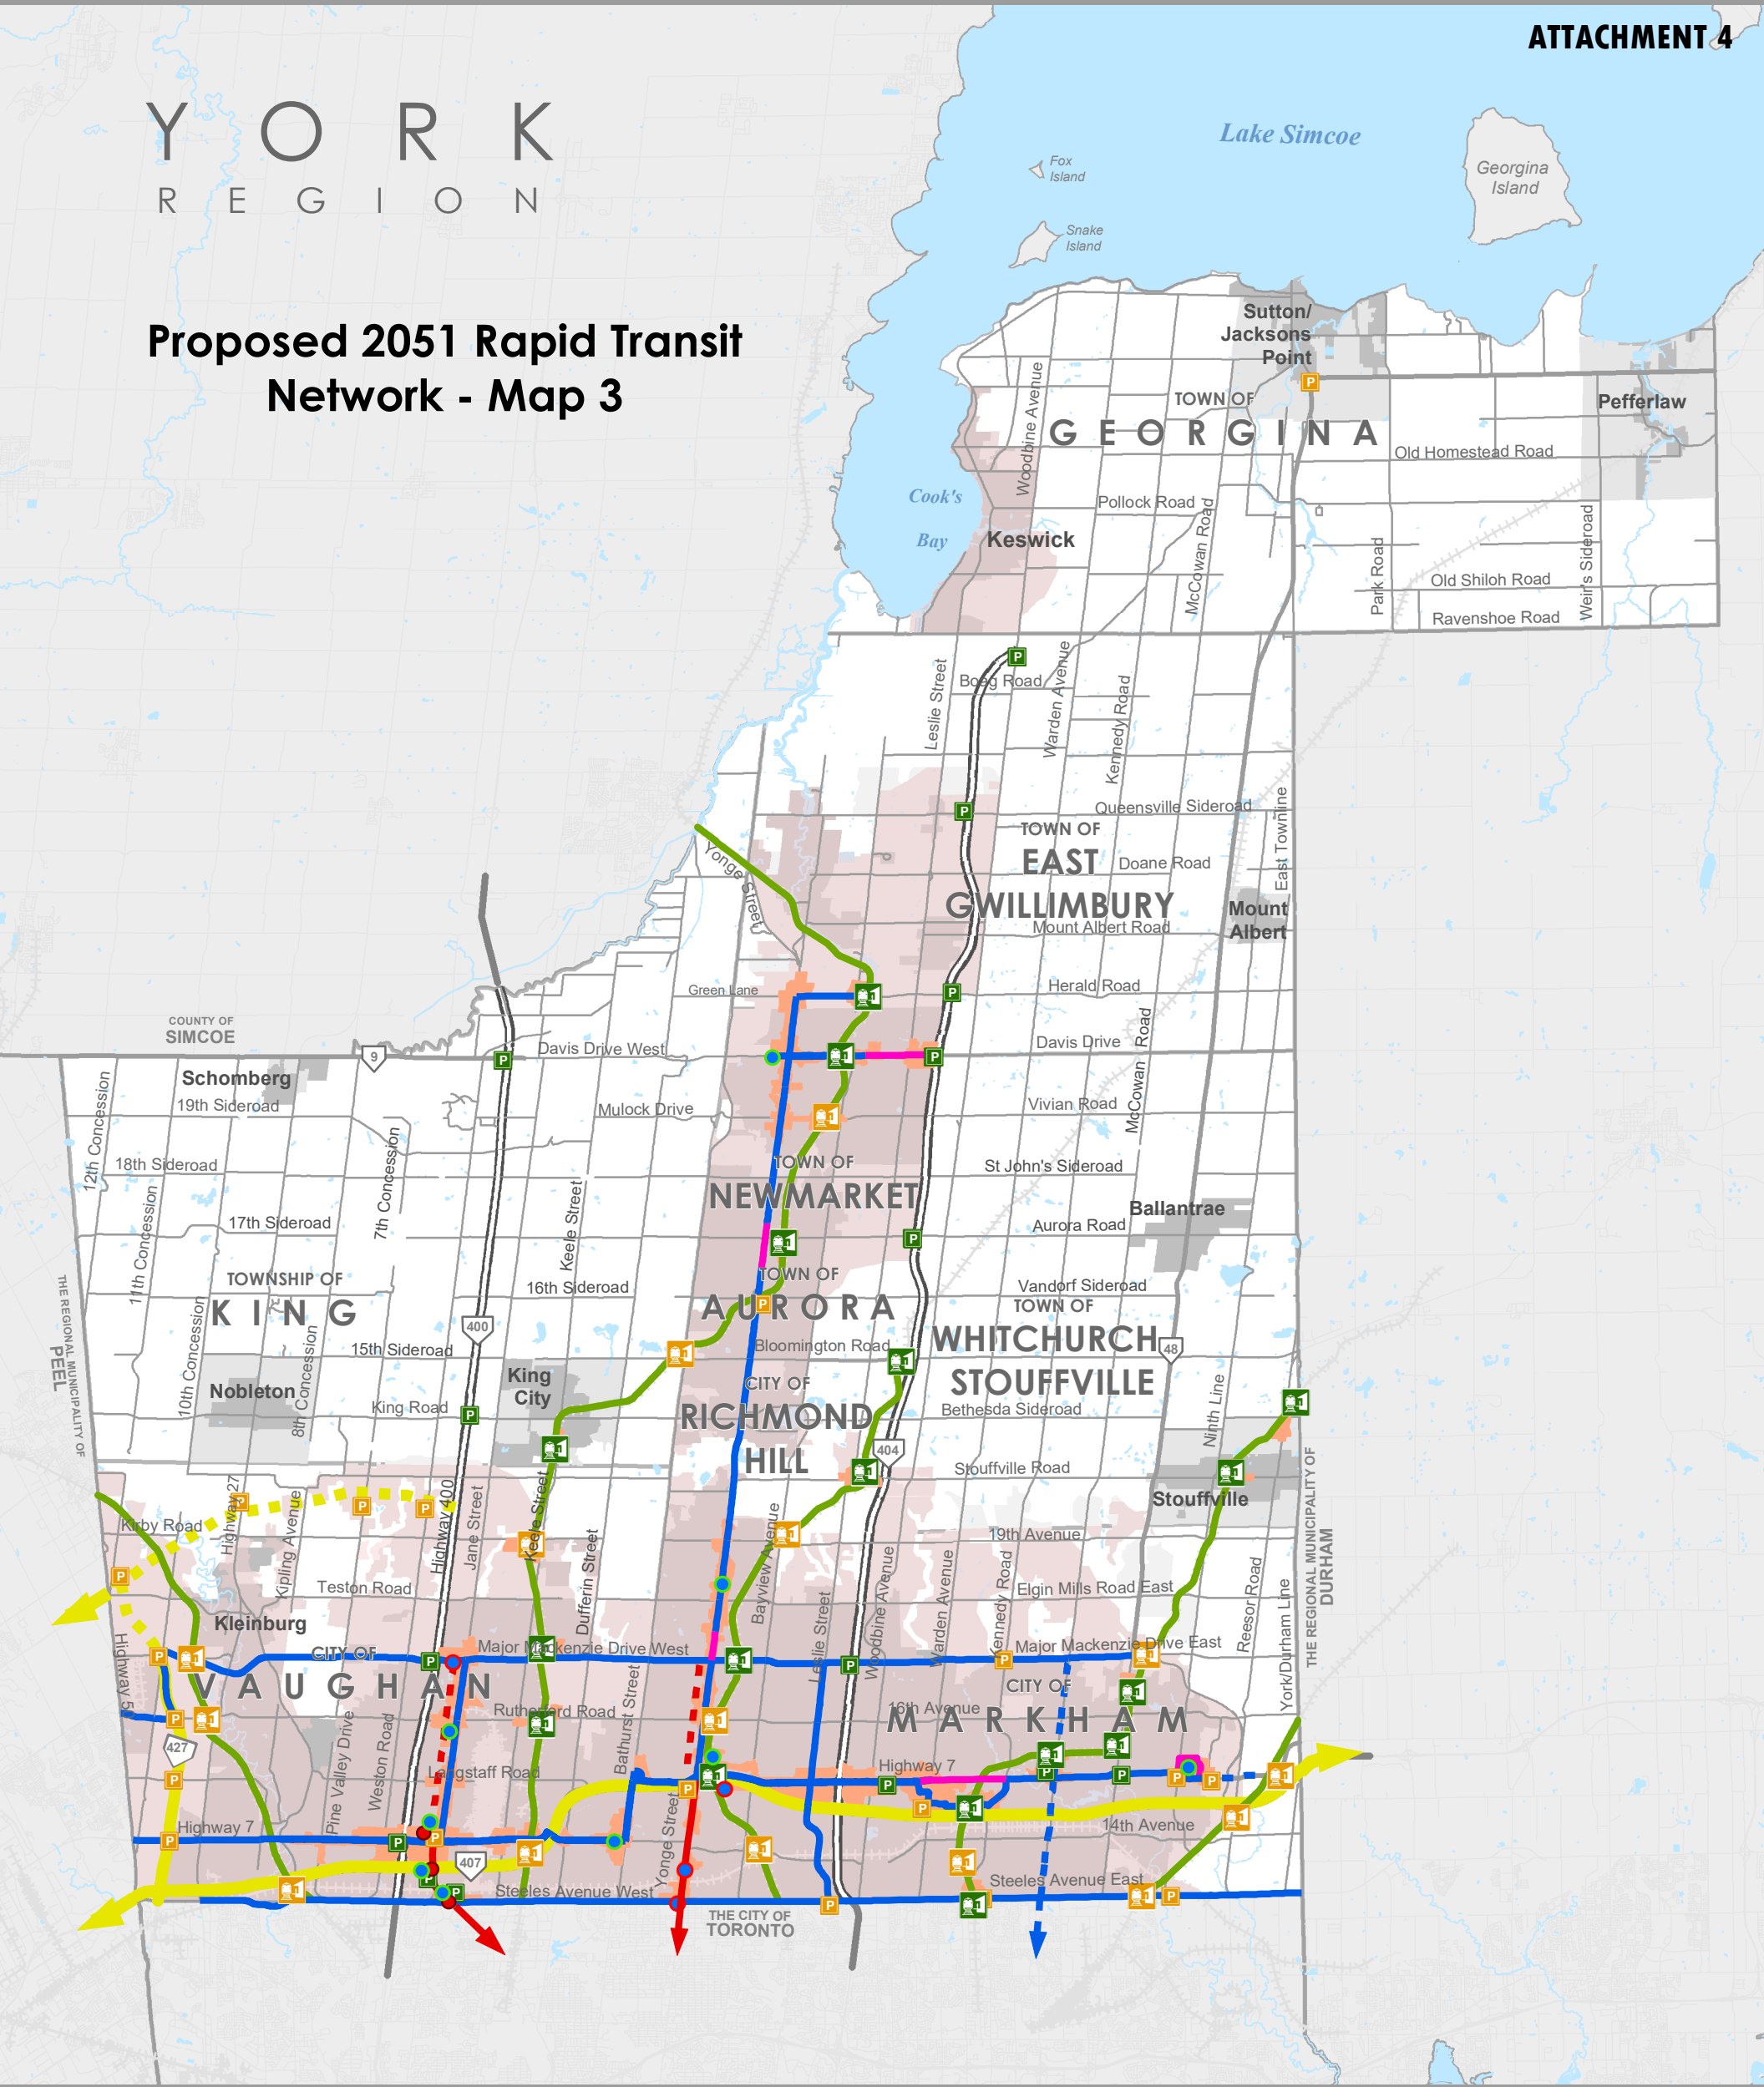 ATTACHMENT 4
YORK
REGION
Proposed 2051 Rapid Transit
Network - Map 3
Lake Simcoe
Fox
Island
Snake
Island
Georgina
Island
Sutton/
Jacksons
Point
P
TOWN OF
GEORGINA
Pefferlaw
Woodbine Avenue
Old Homestead Road
Cook's
Bay
Pollock Road
Keswick
McCowan Road
Park Road
Old Shiloh Road
Weir's Sideroad
Ravenshoe Road
P
Boag Road
Leslie Street
Warden Avenue
Kennedy Road
P
Queensville Sideroad
TOWN OF
EAST
GWILLIMBURY
Doane Road
East Townline
Yonge Street
Mount
Albert
Mount Albert Road
Green Lane
P
Herald Road
COUNTY OF
SIMCOE
9
P
Davis Drive West
P
Davis Drive
McCowan Road
Schomberg
19th Sideroad
12th Concession
Mulock Drive
Vivian Road
7th Concession
18th Sideroad
TOWN OF
NEWMARKET
St John's Sideroad
11th Concession
Keele Street
17th Sideroad
Ballantrae
Aurora Road
P
TOWNSHIP OF
KING
16th Sideroad
TOWN OF
AURORA
P
Vandorf Sideroad
TOWN OF
WHITCHURCH
STOUFFVILLE
THE REGIONAL MUNICIPALITY OF
PEEL
10th Concession
8th Concession
400
15th Sideroad
Bloomington Road
48
King
City
Nobleton
King Road
P
CITY OF
RICHMOND
HILL
Bethesda Sideroad
Ninth Line
404
Stouffville Road
Stouffville
THE REGIONAL MUNICIPALITY OF
DURHAM
Kirby Road
Highway 27
P
P
P
Kipling Avenue
Highway 400
Jane Street
Keele Street
Dufferin Street
Bayview Avenue
19th Avenue
P
Teston Road
Leslie Street
Woodbine Avenue
Warden Avenue
Kennedy Road
Elgin Mills Road East
Reesor Road
York/Durham Line
Kleinburg
Highway 50
CITY OF
VAUGHAN
P
P
Major Mackenzie Drive West
P
P
Major Mackenzie Drive East
CITY OF
MARKHAM
P
Rutherford Road
Bathurst Street
16th Avenue
427
P
Pine Valley Drive
Weston Road
Langstaff Road
P
Yonge Street
Highway 7
P
P
P
P
P
P
Highway 7
P
P
P
14th Avenue
407
P
P
Steeles Avenue West
Steeles Avenue East
P
P
THE CITY OF
TORONTO